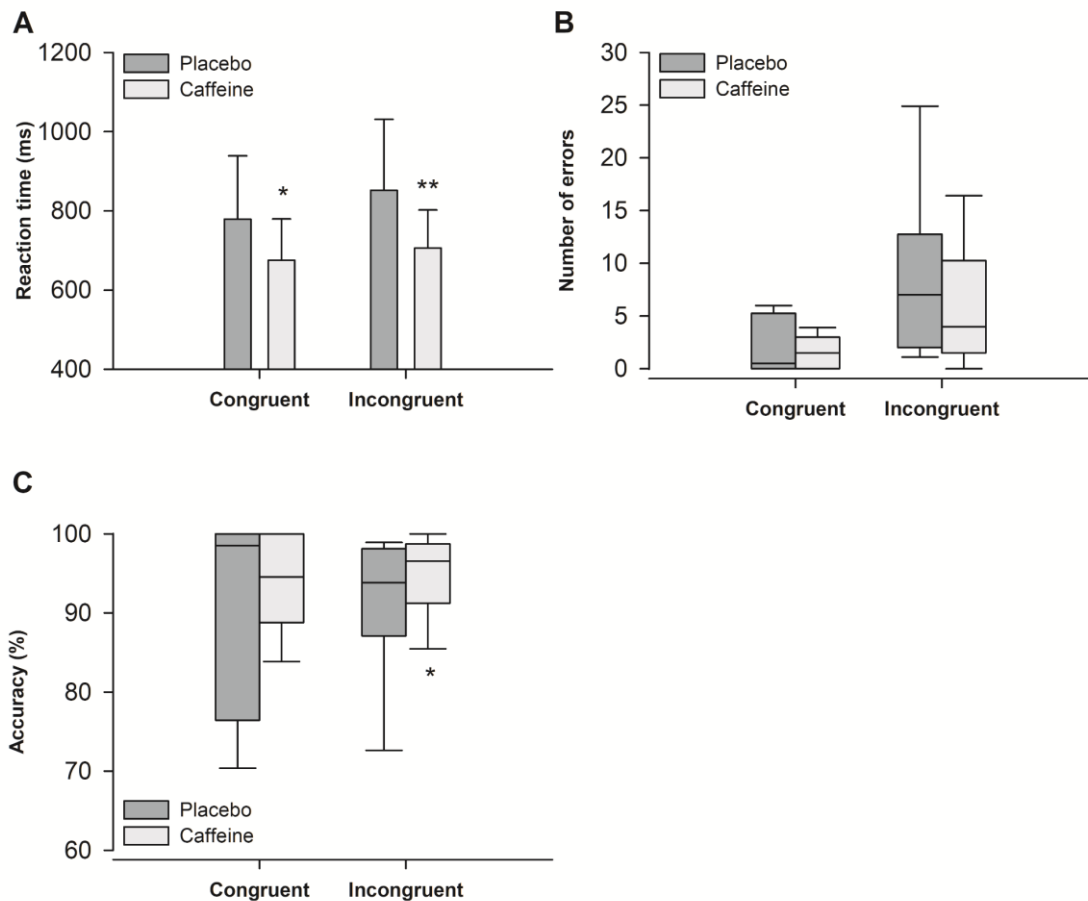 A
Reaction time (ms)
1200
1000
800
600
400
Placebo
Caffeine
*
**
Congruent Incongruent
B
Number of errors
30
25
20
15
10
5
0
Placebo
Caffeine
Congruent Incongruent
C
Accuracy (%)
100
90
80
70
60
*
Placebo
Caffeine
Congruent Incongruent